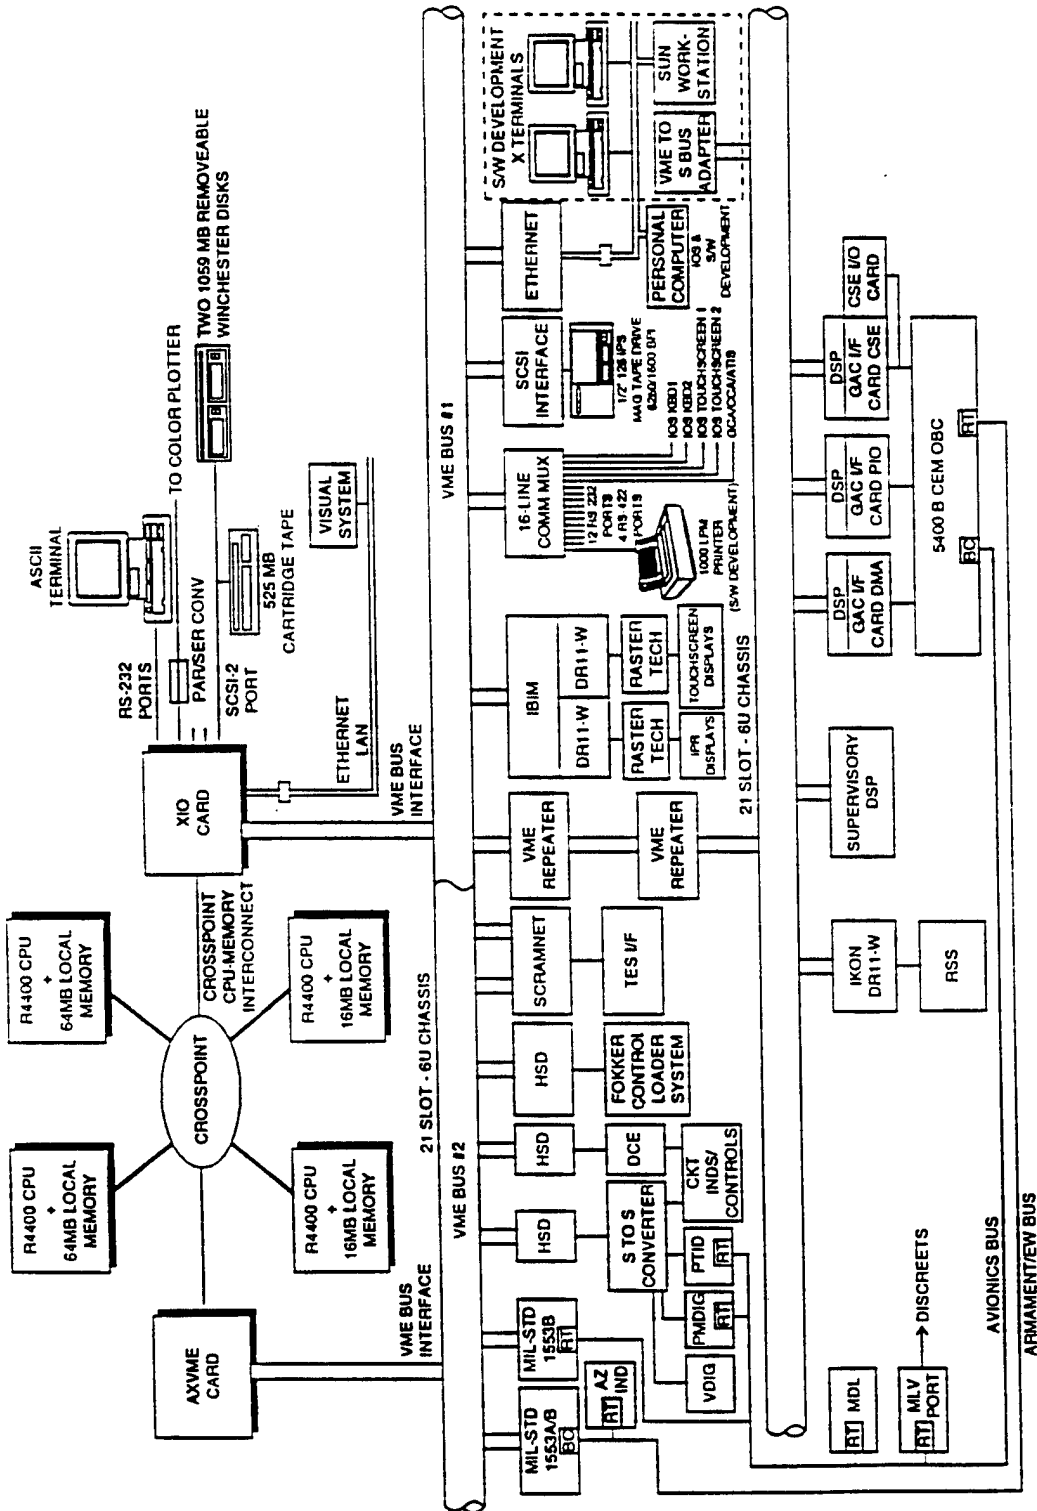 R4400 CPU
+
64MB LOCAL
MEMORY
R4400 CPU
+
64MB LOCAL
MEMORY
AXVME
CARD
CROSSPOINT
CROSSPOINT
CPU-MEMORY
INTERCONNECT
R4400 CPU
+
16MB LOCAL
MEMORY
R4400 CPU
+
16MB LOCAL
MEMORY
XIO
CARD
RS-232
PORTS
ASCII
TERMINAL
TO COLOR PLOTTER
PAR/SER CONV
TWO 1059 MB REMOVEABLE
WINCHESTER DISKS
SCSI-2
PORT
525 MB
CARTRIDGE TAPE
VISUAL
SYSTEM
ETHERNET
LAN
VME BUS
INTERFACE
VME BUS
INTERFACE
21 SLOT - 6U CHASSIS
VME BUS #2
VME BUS #1
MIL-STD
1553A/B
BC
MIL-STD
1553B
RT
HSD
HSD
HSD
SCRAMNET
VME
REPEATER
IBIM
DR11-W
DR11-W
16-LINE
COMM MUX
SCSI
INTERFACE
ETHERNET
S/W DEVELOPMENT
X TERMINALS
AZ
IND
RT
S TO S
CONVERTER
DCE
FOKKER
CONTROL
LOADER
SYSTEM
TES I/F
VME
REPEATER
RASTER
TECH
RASTER
TECH
12 RS 232
PORTS
4 RS-422
PORTS
1/2" 125 IPS
MAG TAPE DRIVE
6250/1600 BPI
VDIG
PMDIG
RT
PTID
RT
CKT
INDS/
CONTROLS
IPR
DISPLAYS
TOUCHSCREEN
DISPLAYS
1000 LPM
PRINTER
(S/W DEVELOPMENT)
IOS KBD1
IOS KBD2
IOS TOUCHSCREEN 1
IOS TOUCHSCREEN 2
GCA/CCA/ATIS
PERSONAL
COMPUTER
IOS &
S/W
DEVELOPMENT
VME TO
S BUS
ADAPTER
SUN
WORK-
STATION
21 SLOT - 6U CHASSIS
RT
MDL
RT
MLV
PORT
DISCREETS
IKON
DR11-W
RSS
SUPERVISORY
DSP
DSP
GAC I/F
CARD DMA
DSP
GAC I/F
CARD PIO
DSP
GAC I/F
CARD CSE
CSE I/O
CARD
5400 B CEM OBC
BC
RT
AVIONICS BUS
ARMAMENT/EW BUS